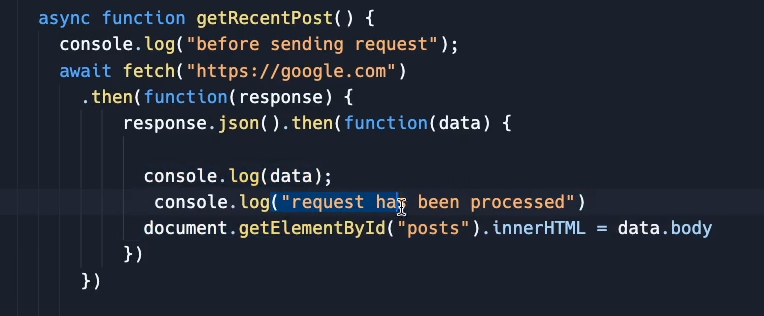 async function getRecentPost() {
console.log("before sending request");
await fetch("https://google.com")
.then(function(response) {
response.json().then(function(data) {
console.log(data);
console.log("request has been processed")
document.getElementById("posts").innerHTML = data.body
})
})